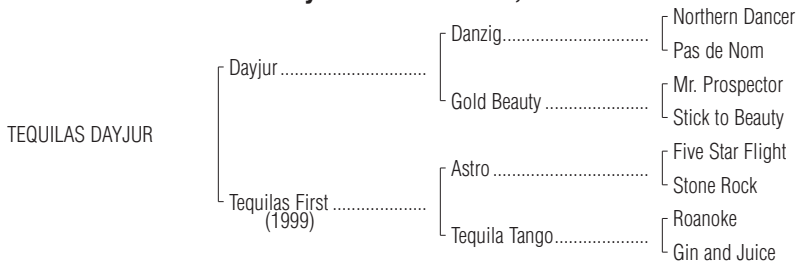 Northern Dancer
Danzig
Pas de Nom
Dayjur
Mr. Prospector
Gold Beauty
Stick to Beauty
TEQUILAS DAYJUR
Five Star Flight
Astro
Stone Rock
Tequilas First
(1999)
Roanoke
Tequila Tango
Gin and Juice